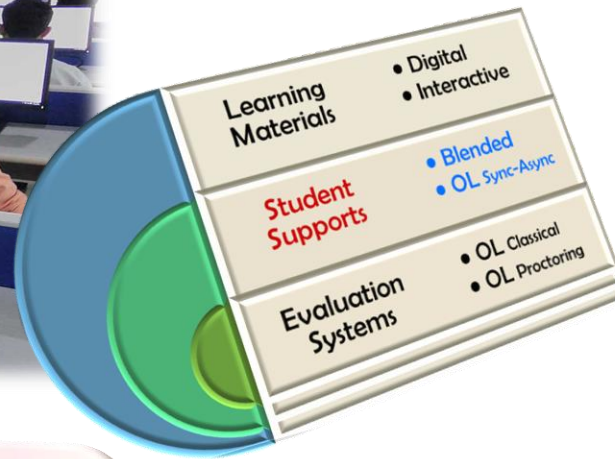 Learning
Materials
• Digital
• Interactive
Student
Supports
• Blended
• OL Sync-Async
Evaluation
Systems
• OL Classical
• OL Proctoring